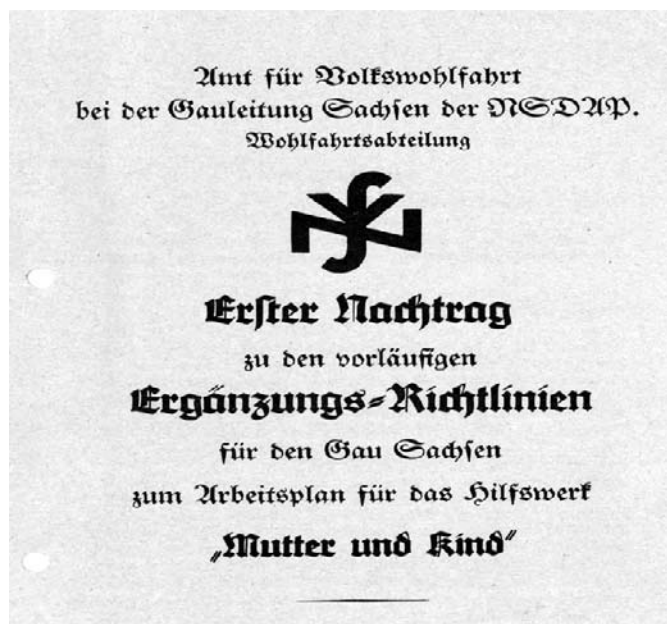 Amt für Volkswohlfahrt
bei der Gauleitung Sachsen der NSDAP.
Wohlfahrtsabteilung
NSV
Erster Nachtrag
zu den vorläufigen
Ergänzungs-Richtlinien
für den Gau Sachsen
zum Arbeitsplan für das Hilfswerk
„Mutter und Kind“